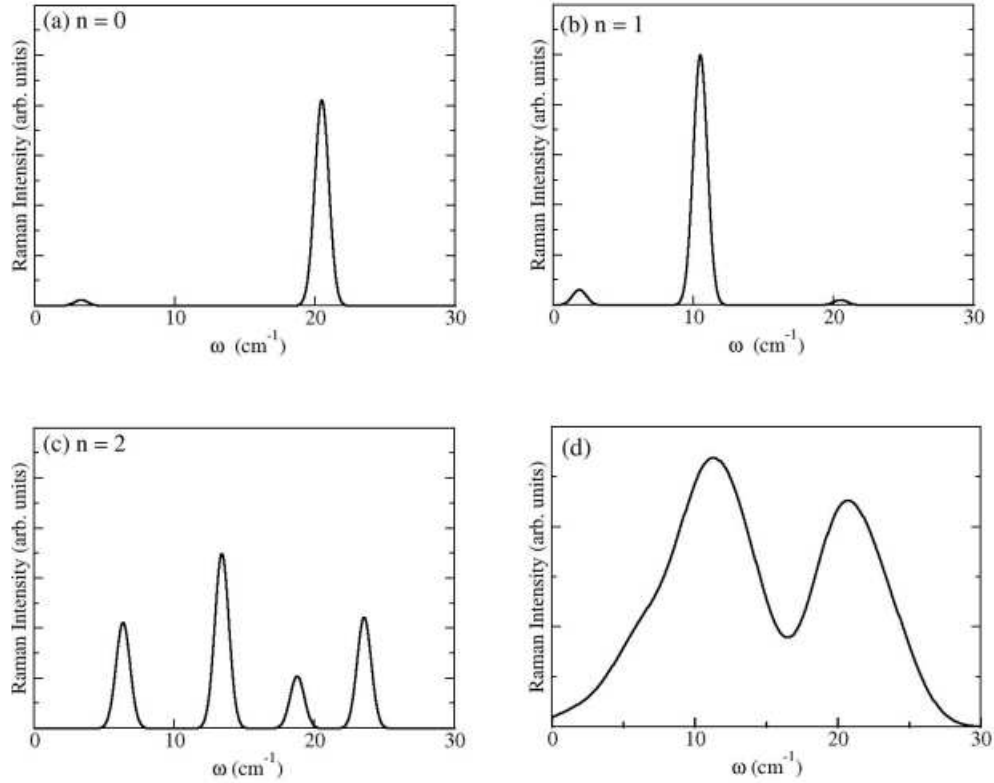 (a) n = 0
Raman Intensity (arb. units)
0 10 20 30
ω (cm⁻¹)
(b) n = 1
Raman Intensity (arb. units)
0 10 20 30
ω (cm⁻¹)
(c) n = 2
Raman Intensity (arb. units)
0 10 20 30
ω (cm⁻¹)
(d)
Raman Intensity (arb. units)
0 10 20 30
ω (cm⁻¹)